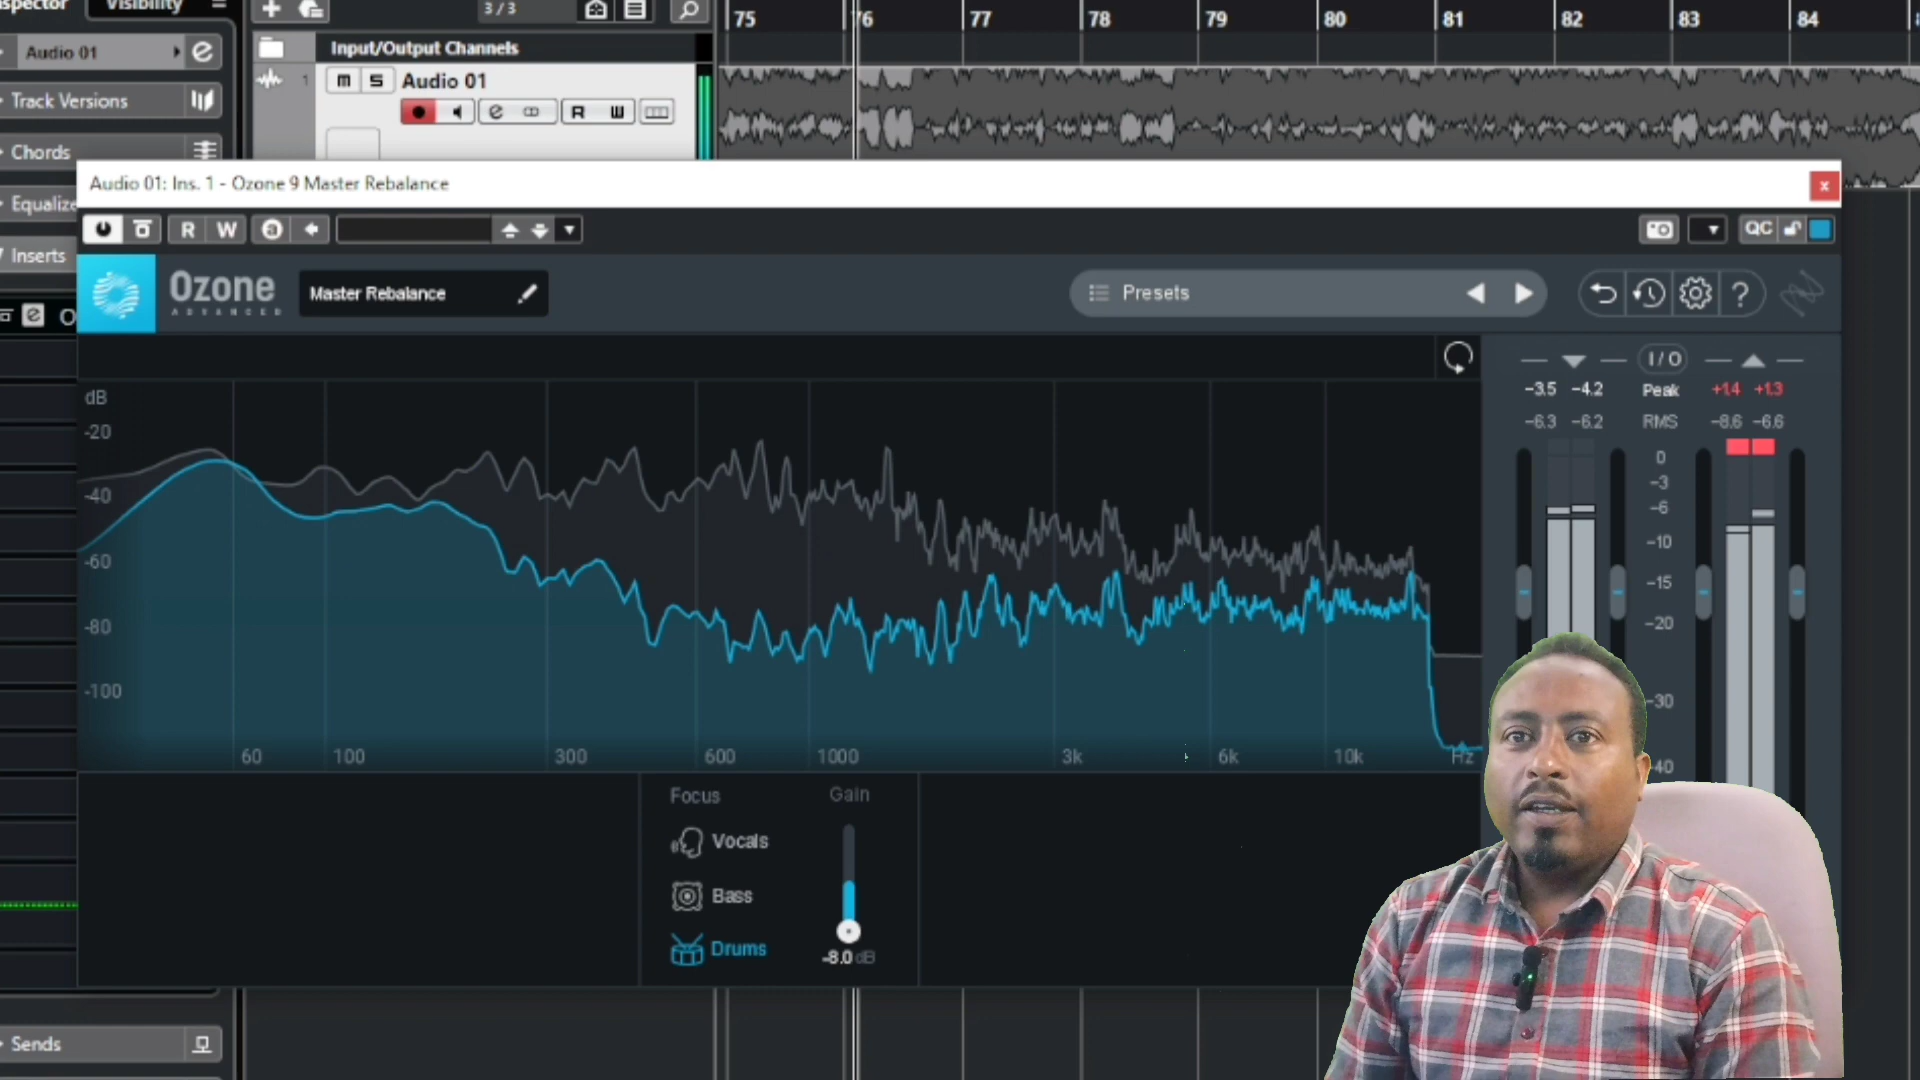 Inspector
Visibility
3 / 3
75 76 77 78 79 80 81 82 83 84
Audio 01
Input/Output Channels
1
m S Audio 01
R W
Track Versions
Chords
Equalize
Inserts
Audio 01: Ins. 1 - Ozone 9 Master Rebalance
x
R W
QC
Ozone
ADVANCED
Master Rebalance
Presets
?
O
I / O
-3.5 -4.2 Peak +1.4 +1.3
-6.3 -6.2 RMS -8.6 -6.6
dB
-20
-40
-60
-80
-100
0
-3
-6
-10
-15
-20
-30
-40
60 100 300 600 1000 3k 6k 10k Hz
Focus Gain
Vocals
Bass
Drums
-8.0 dB
Sends